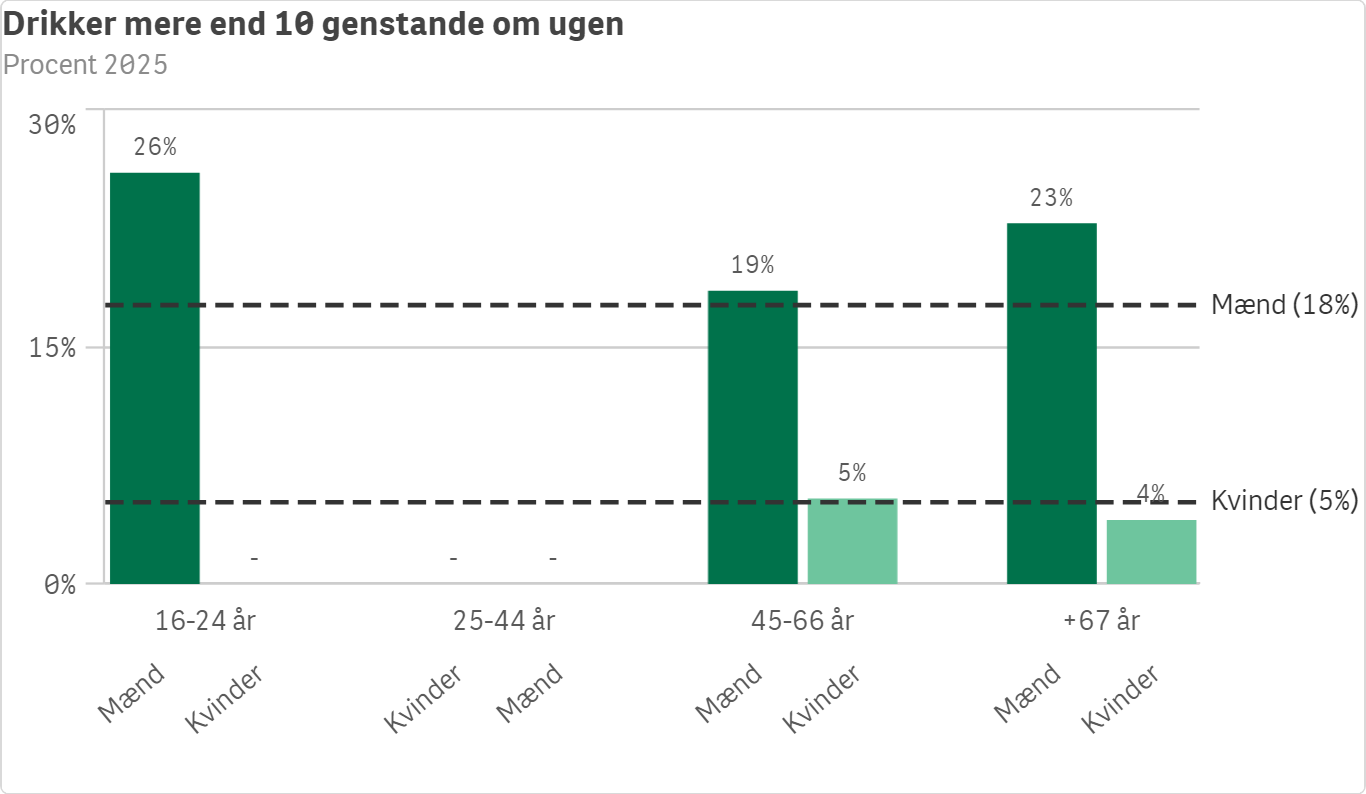 Drikker mere end 10 genstande om ugen
Procent 2025
30%
26%
23%
19%
Mænd (18%)
15%
5%
4%
Kvinder (5%)
- - -
0%
16-24 år 25-44 år 45-66 år +67 år
Mænd Kvinder Kvinder Mænd Mænd Kvinder Mænd Kvinder